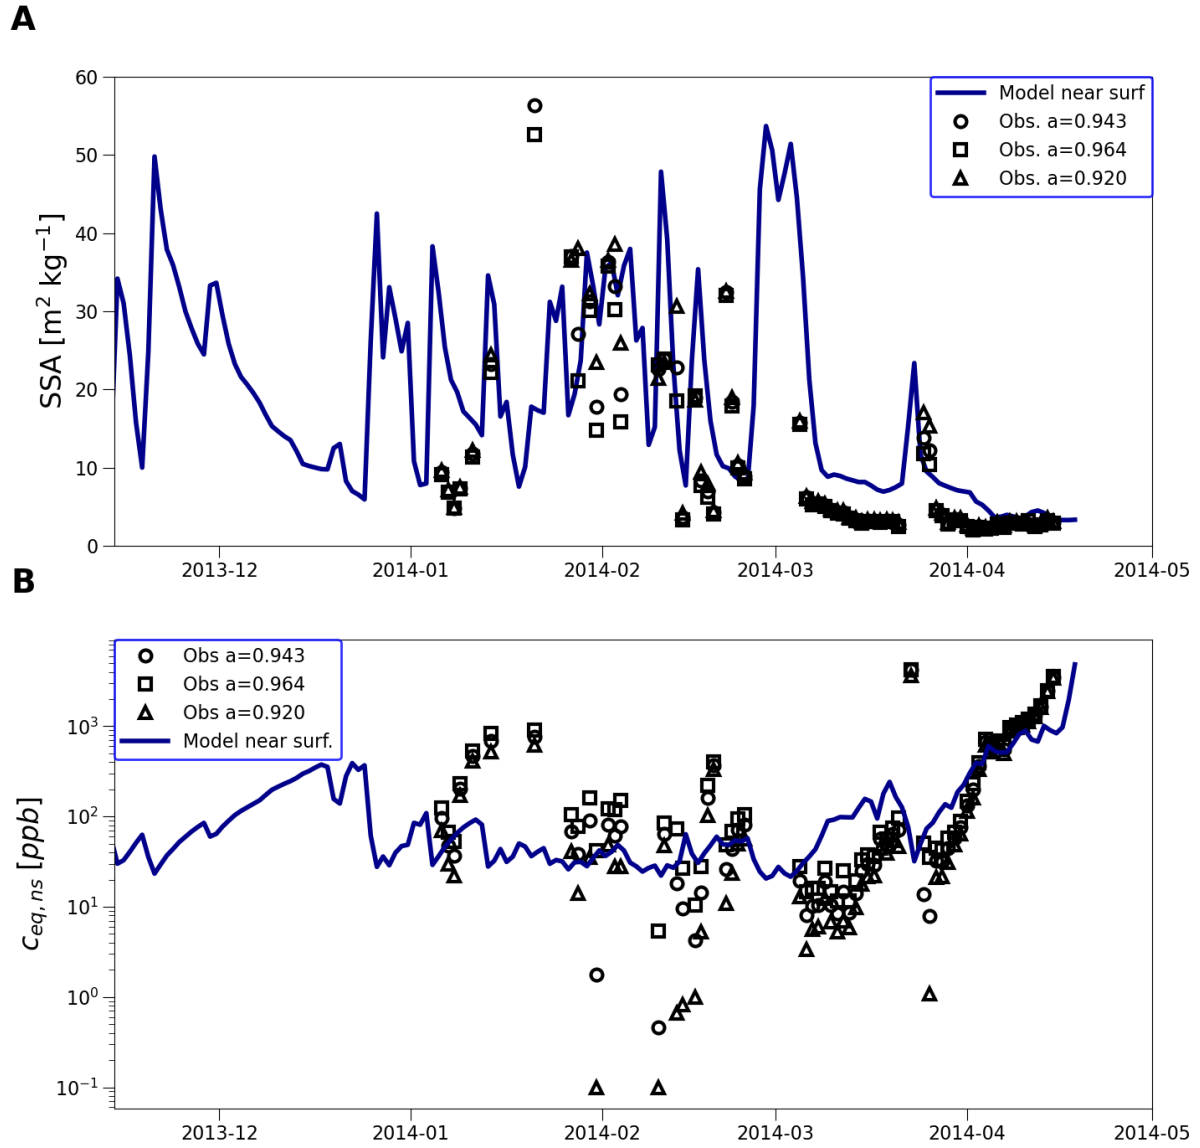 A
SSA [m² kg⁻¹]
60
50
40
30
20
10
0
Model near surf
Obs. a=0.943
Obs. a=0.964
Obs. a=0.920
2013-12
2014-01
2014-02
2014-03
2014-04
2014-05
B
c_{eq, ns} [ppb]
10³
10²
10¹
10⁰
10⁻¹
Obs a=0.943
Obs a=0.964
Obs a=0.920
Model near surf.
2013-12
2014-01
2014-02
2014-03
2014-04
2014-05